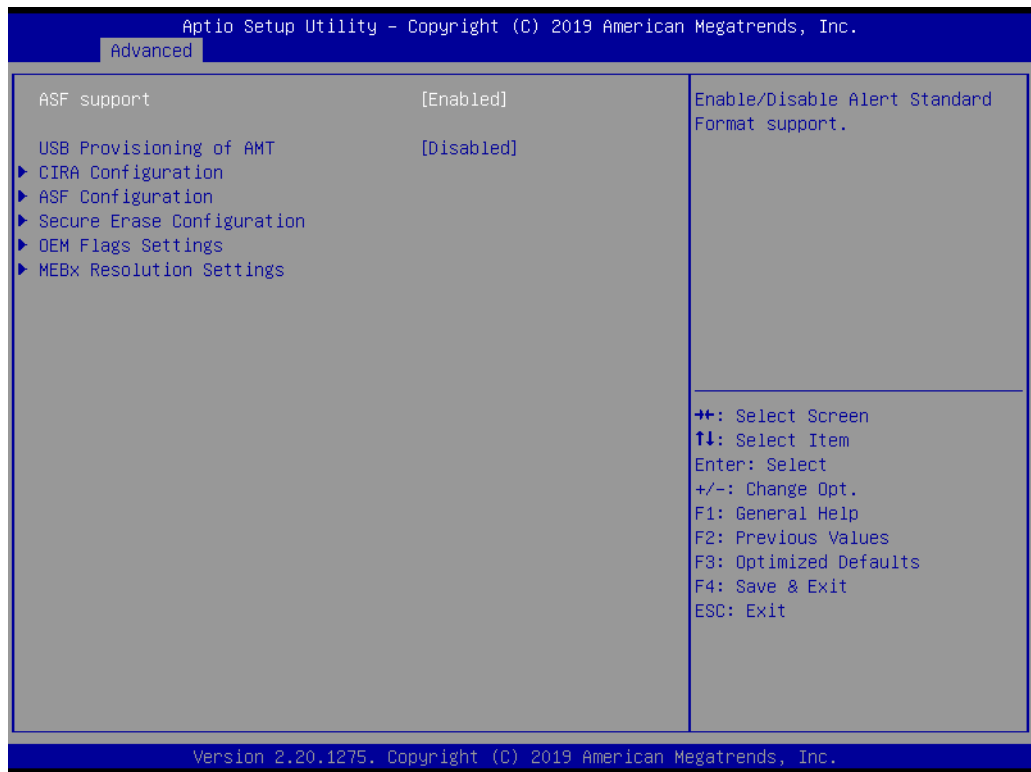 Aptio Setup Utility – Copyright (C) 2019 American Megatrends, Inc.
Advanced
ASF support [Enabled]
USB Provisioning of AMT [Disabled]
CIRA Configuration
ASF Configuration
Secure Erase Configuration
OEM Flags Settings
MEBx Resolution Settings
Enable/Disable Alert Standard
Format support.
→←: Select Screen
↑↓: Select Item
Enter: Select
+/-: Change Opt.
F1: General Help
F2: Previous Values
F3: Optimized Defaults
F4: Save & Exit
ESC: Exit
Version 2.20.1275. Copyright (C) 2019 American Megatrends, Inc.